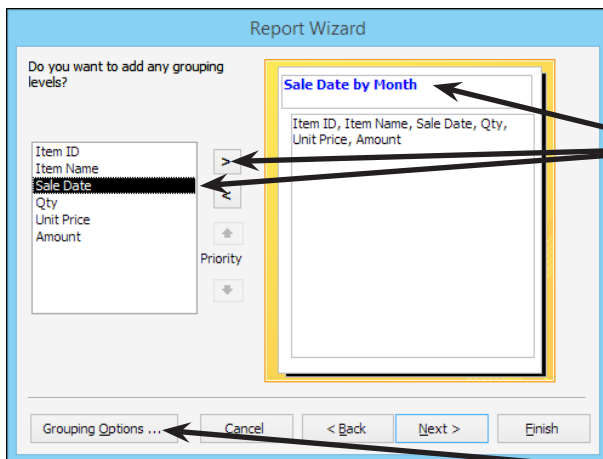 Report Wizard
Do you want to add any grouping
levels?
Item ID
Item Name
Sale Date
Qty
Unit Price
Amount
>
<
Priority
Sale Date by Month
Item ID, Item Name, Sale Date, Qty,
Unit Price, Amount
Grouping Options ...
Cancel
< Back
Next >
Finish